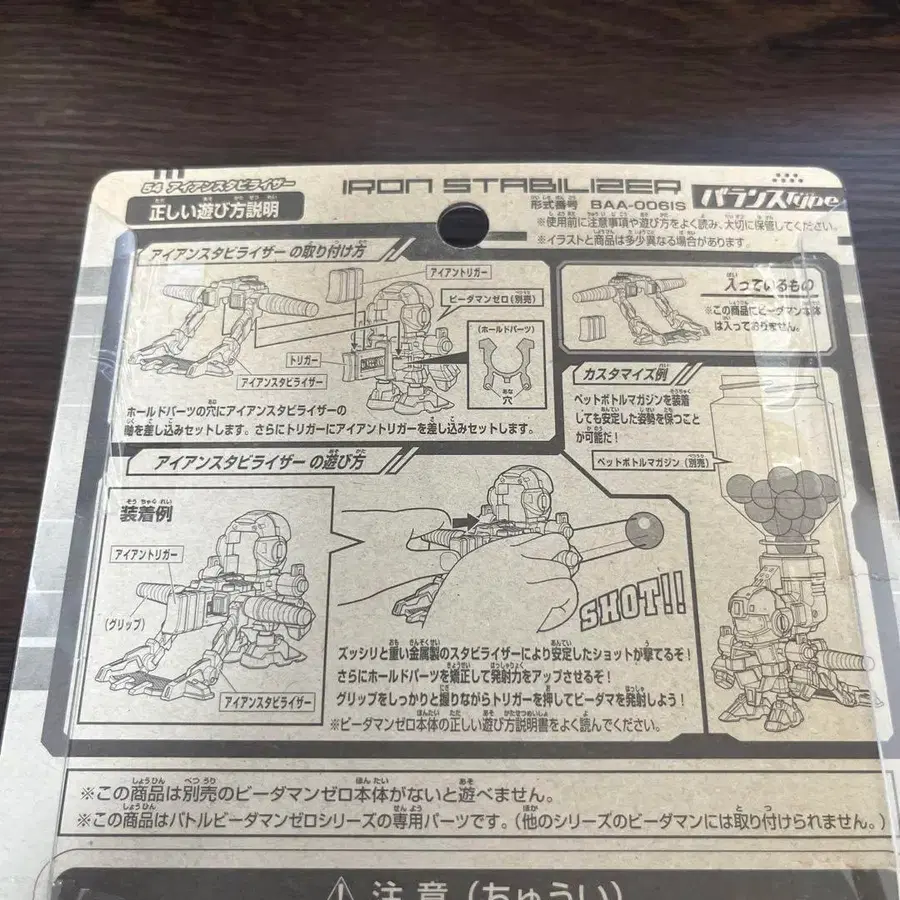 54 アイアンスタビライザー
IRON STABILIZER
バランスType
正しい遊び方説明
形式番号 BAA-006IS
※使用前に注意事項や遊び方をよく読み、大切に保管してください。
※イラストと商品は多少異なる場合があります。
アイアンスタビライザーの取り付け方
アイアントリガー
ビーダマンゼロ(別売)
(ホールドパーツ)
トリガー
アイアンスタビライザー
穴
ホールドパーツの穴にアイアンスタビライザーの
軸を差し込みセットします。さらにトリガーにアイアントリガーを差し込みセットします。
入っているもの
※この商品にビーダマン本体
は入っておりません。
カスタマイズ例
ペットボトルマガジンを装着
しても安定した姿勢を保つこと
が可能だ!
ペットボトルマガジン(別売)
アイアンスタビライザーの遊び方
装着例
アイアントリガー
(グリップ)
アイアンスタビライザー
SHOT!!
ズッシリと重い金属製のスタビライザーにより安定したショットが撃てるぞ!
さらにホールドパーツを矯正して発射力をアップさせるぞ!
グリップをしっかりと握りながらトリガーを押してビーダマを発射しよう!
※ビーダマンゼロ本体の正しい遊び方説明書をよく読んでください。
※この商品は別売のビーダマンゼロ本体がないと遊べません。
※この商品はバトルビーダマンゼロシリーズの専用パーツです。(他のシリーズのビーダマンには取り付けられません。)
注意(ちゅうい)